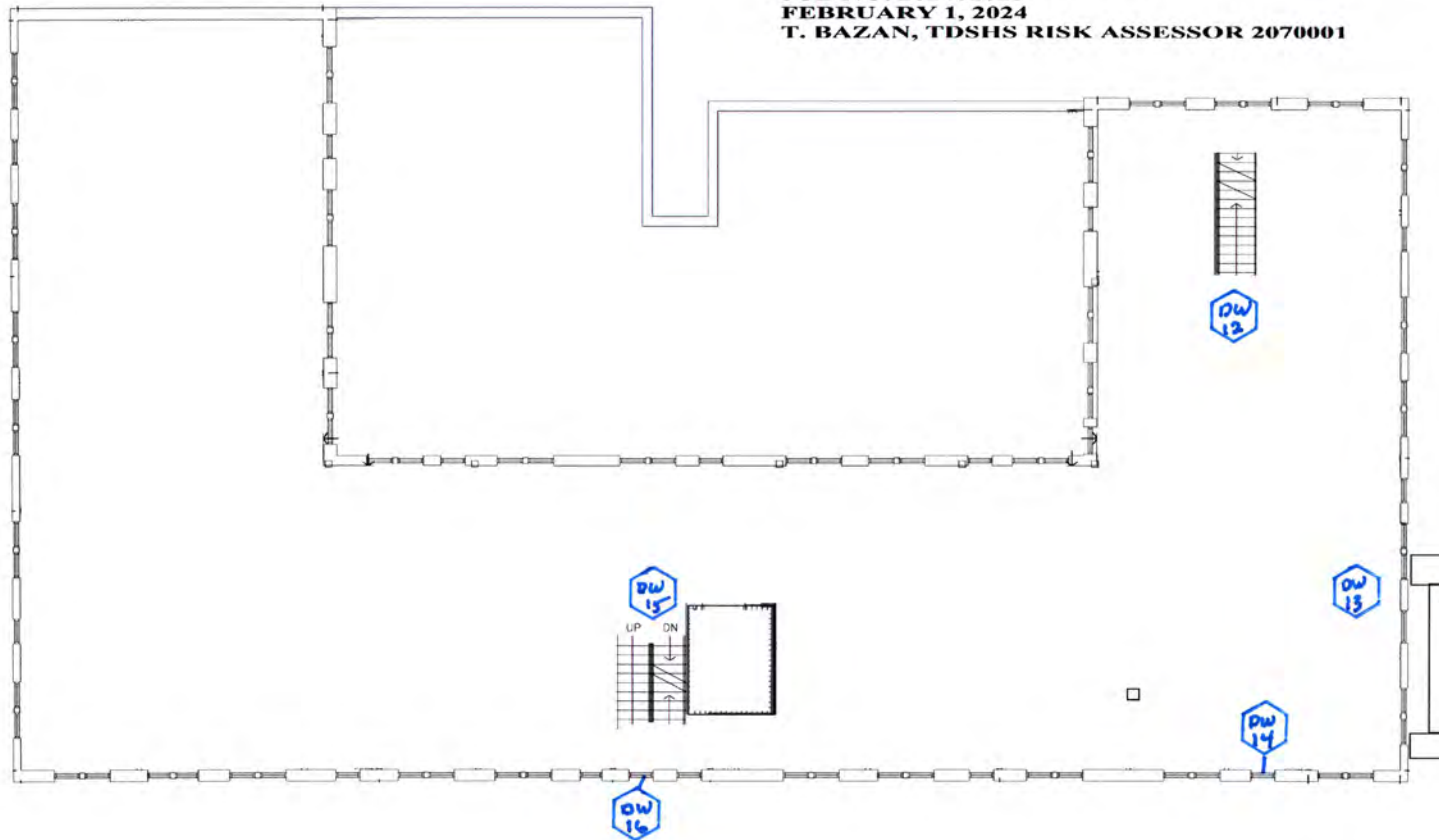 FEBRUARY 1, 2024
T. BAZAN, TDSHS RISK ASSESSOR 2070001
DW
12
DW
15
DW
13
UP DN
DW
14
DW
16